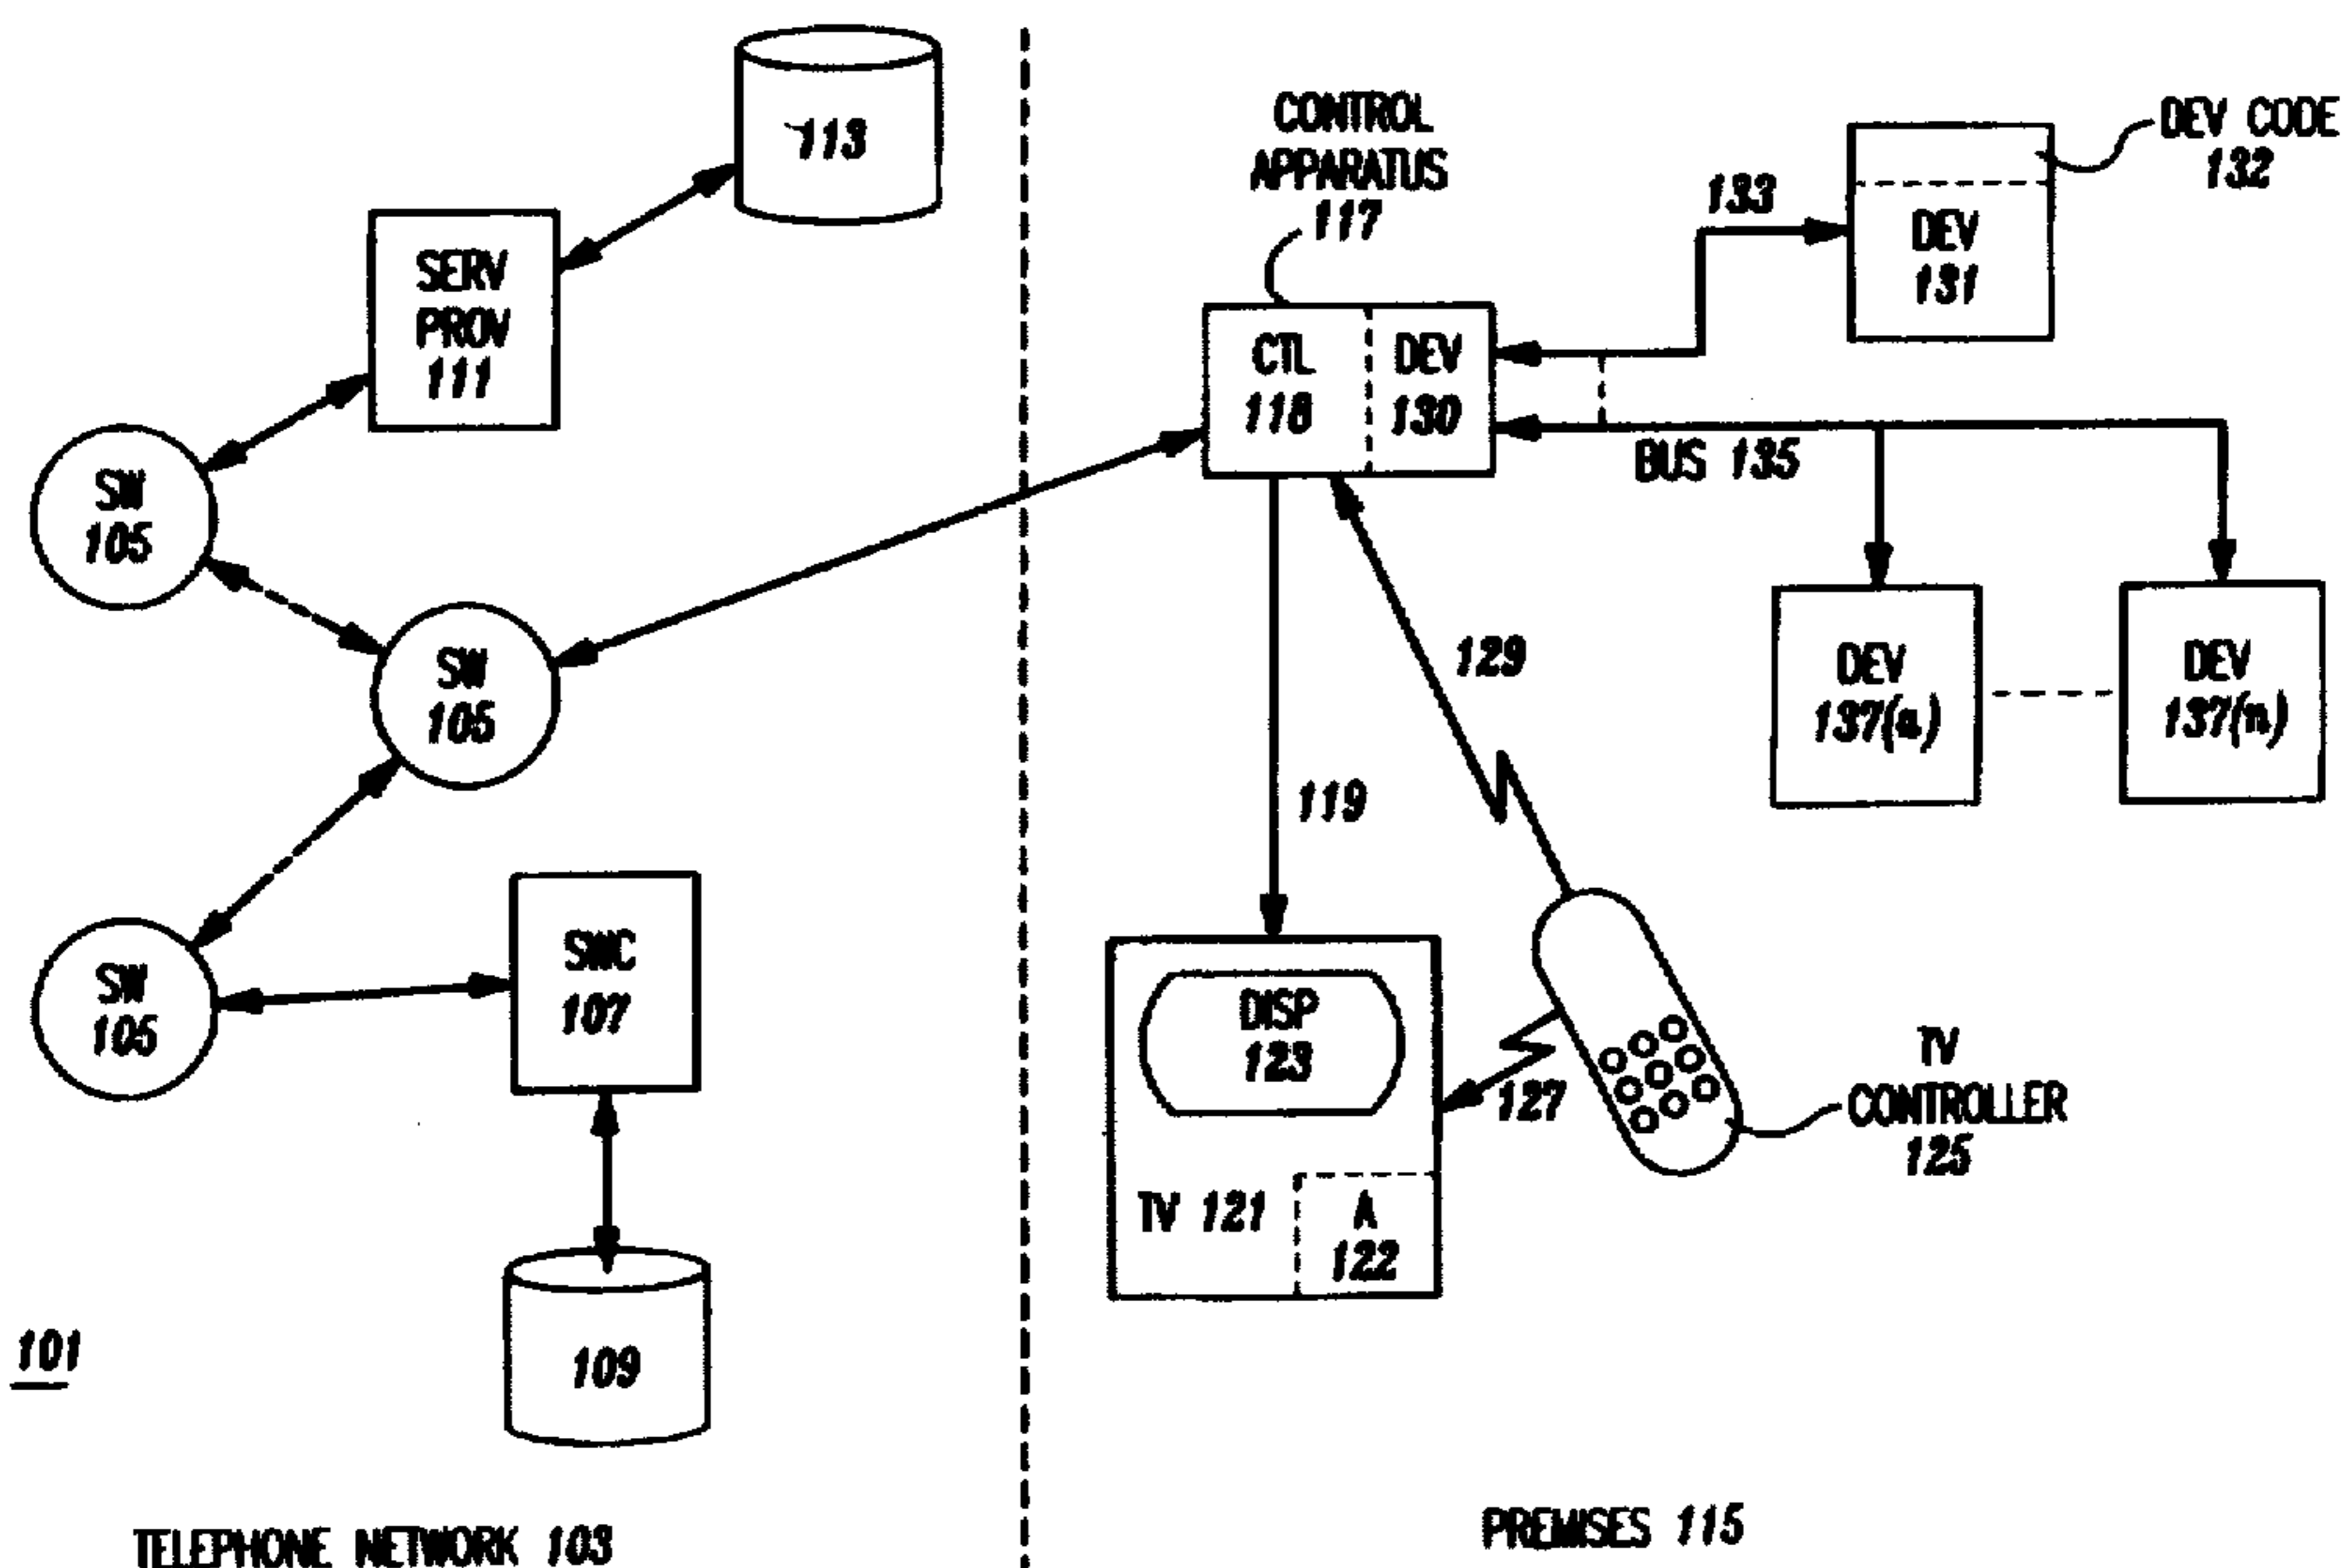 113
SERV
PROV
111
SW
105
SW
105
SW
105
SWC
107
109
101
TELEPHONE NETWORK 103
CONTROL
APPARATUS
117
CTL
118
DEV
130
133
DEV CODE
132
DEV
131
BUS 135
DEV
137(a)
DEV
137(n)
129
119
DISP
123
127
TV
CONTROLLER
125
TV 121
A
122
PREMISES 115